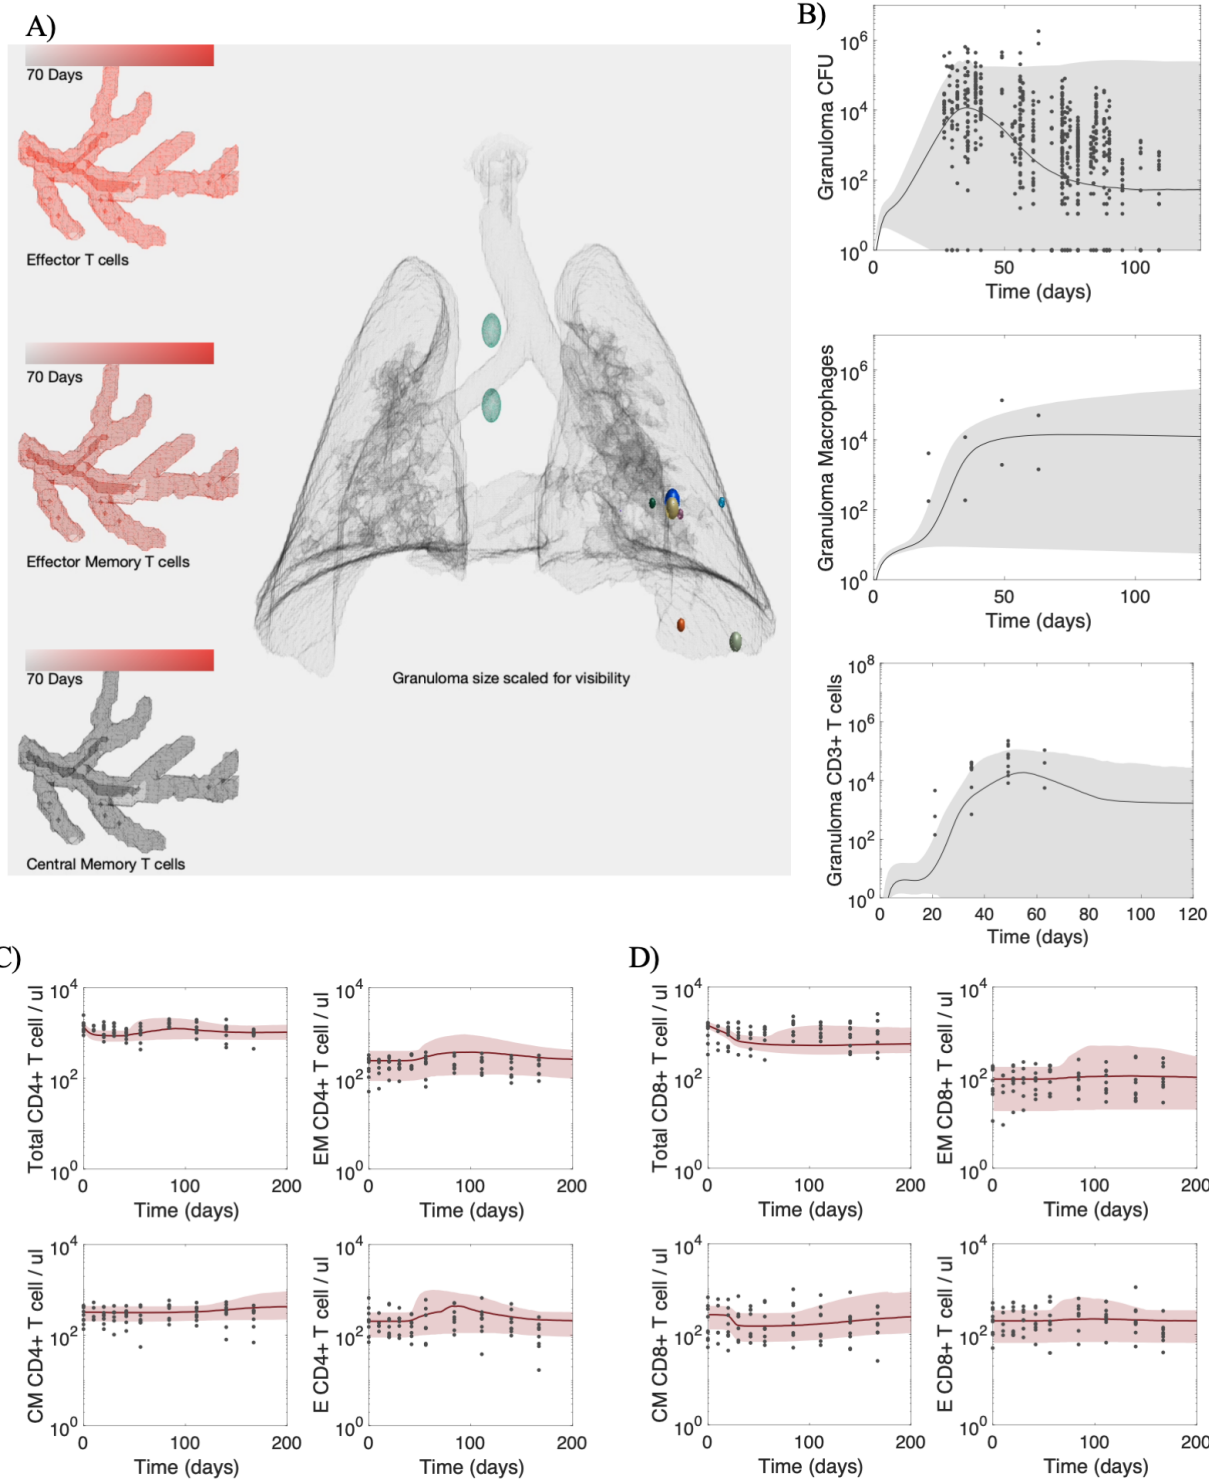 A)
70 Days
Effector T cells
70 Days
Effector Memory T cells
70 Days
Central Memory T cells
Granuloma size scaled for visibility
B)
Granuloma CFU
10^6
10^4
10^2
10^0
0 50 100
Time (days)
Granuloma Macrophages
10^6
10^4
10^2
10^0
0 50 100
Time (days)
Granuloma CD3+ T cells
10^8
10^6
10^4
10^2
10^0
0 20 40 60 80 100 120
Time (days)
C)
Total CD4+ T cell / ul
10^4
10^2
10^0
0 100 200
Time (days)
EM CD4+ T cell / ul
10^4
10^2
10^0
0 100 200
Time (days)
CM CD4+ T cell / ul
10^4
10^2
10^0
0 100 200
Time (days)
E CD4+ T cell / ul
10^4
10^2
10^0
0 100 200
Time (days)
D)
Total CD8+ T cell / ul
10^4
10^2
10^0
0 100 200
Time (days)
EM CD8+ T cell / ul
10^4
10^2
10^0
0 100 200
Time (days)
CM CD8+ T cell / ul
10^4
10^2
10^0
0 100 200
Time (days)
E CD8+ T cell / ul
10^4
10^2
10^0
0 100 200
Time (days)